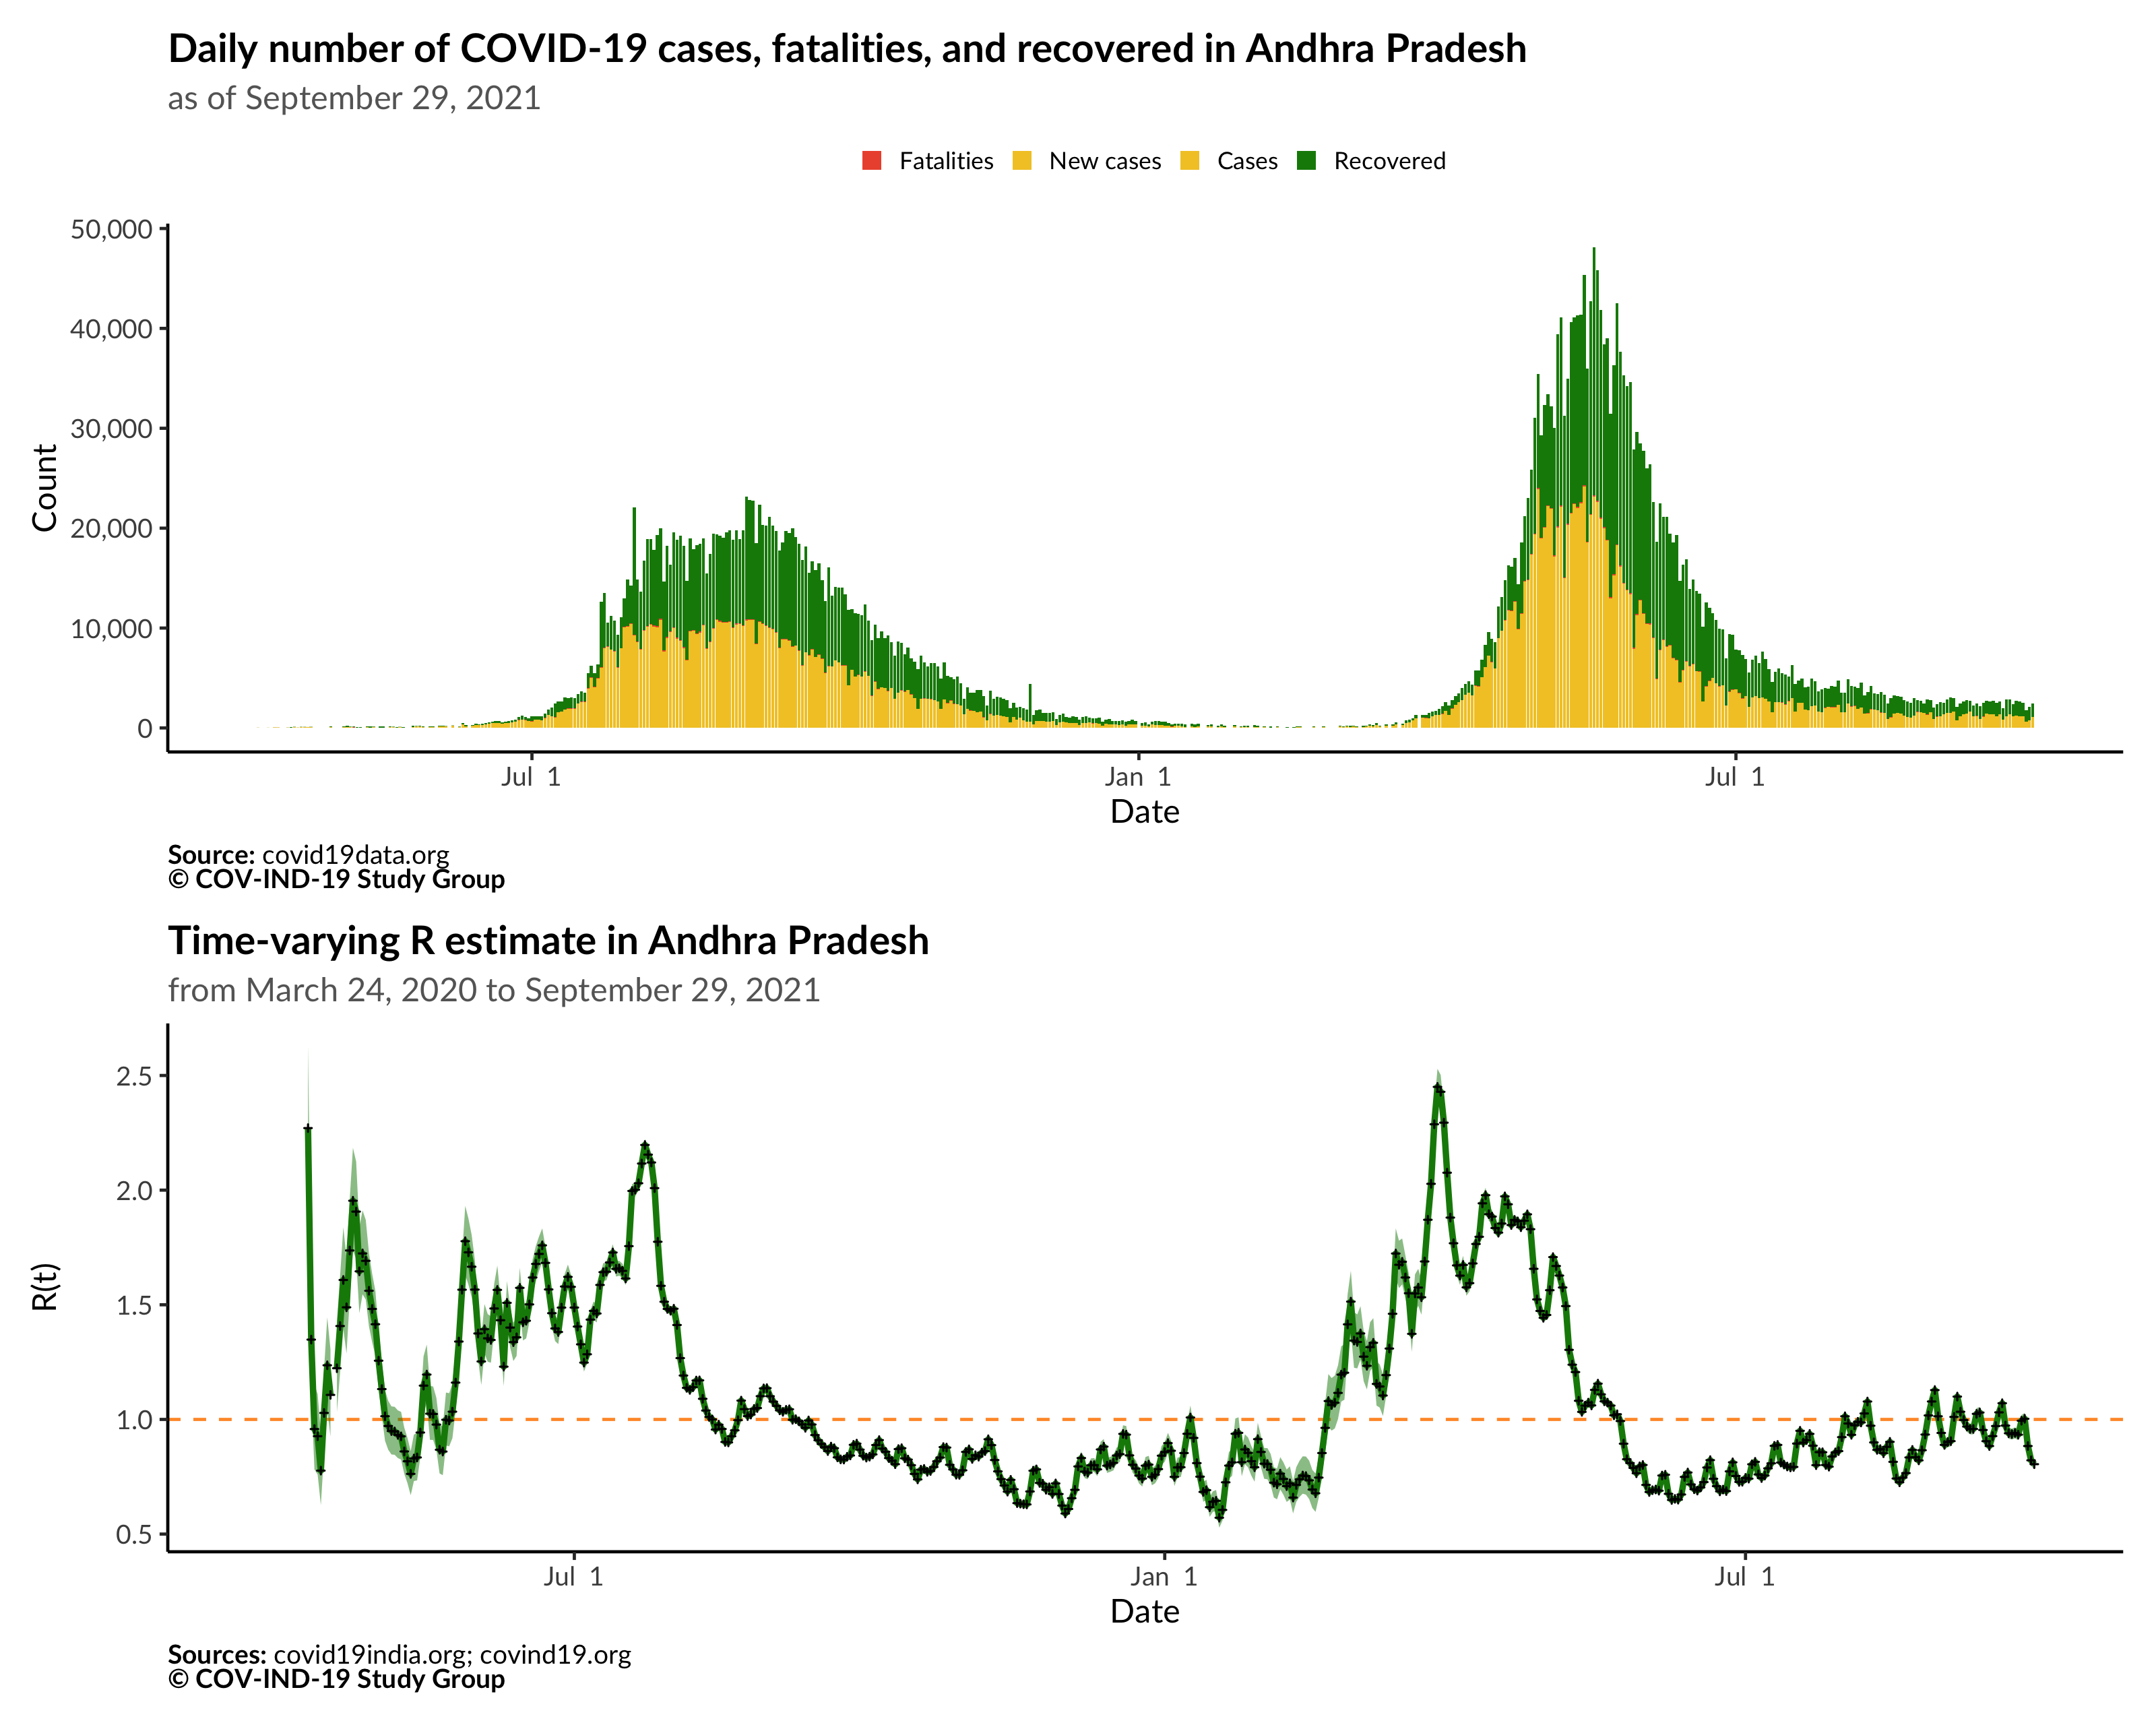 Daily number of COVID-19 cases, fatalities, and recovered in Andhra Pradesh
as of September 29, 2021
Fatalities New cases Cases Recovered
50,000
40,000
30,000
20,000
10,000
0
Count
Jul 1 Jan 1 Jul 1
Date
Source: covid19data.org
© COV-IND-19 Study Group
Time-varying R estimate in Andhra Pradesh
from March 24, 2020 to September 29, 2021
2.5
2.0
1.5
1.0
0.5
R(t)
Jul 1 Jan 1 Jul 1
Date
Sources: covid19india.org; covind19.org
© COV-IND-19 Study Group